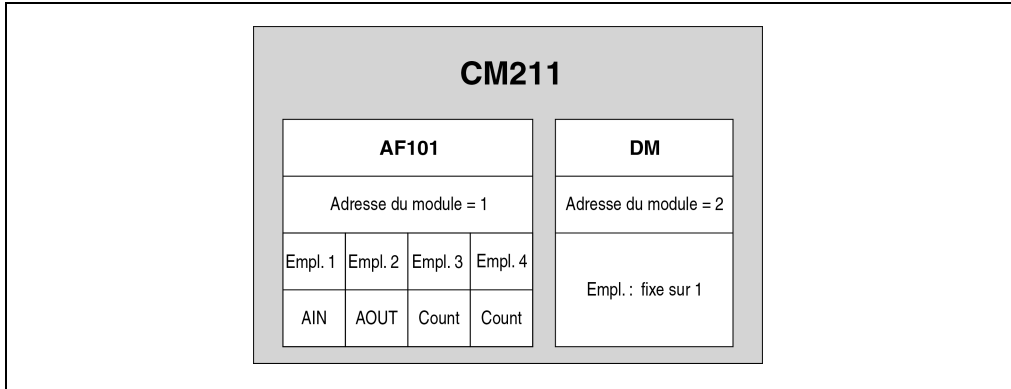 CM211
AF101
Adresse du module = 1
Empl. 1
Empl. 2
Empl. 3
Empl. 4
AIN
AOUT
Count
Count
DM
Adresse du module = 2
Empl. : fixe sur 1